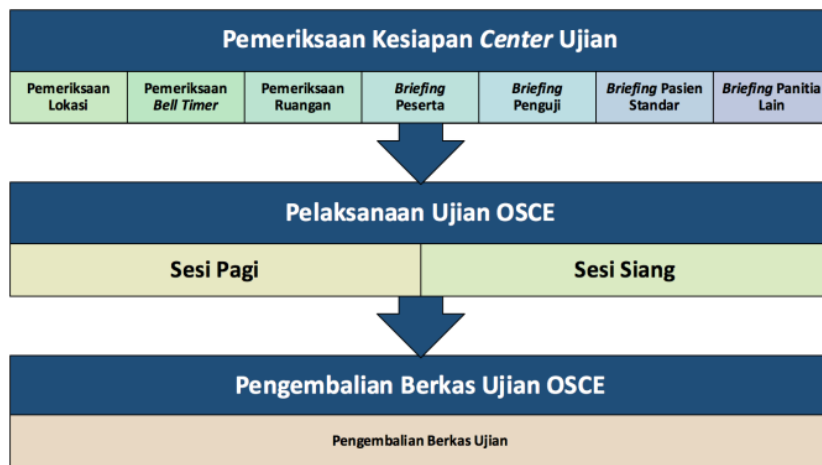 Pemeriksaan Kesiapan Center Ujian
Pemeriksaan
Lokasi
Pemeriksaan
Bell Timer
Pemeriksaan
Ruangan
Briefing
Peserta
Briefing
Penguji
Briefing Pasien
Standar
Briefing Panitia
Lain
Pelaksanaan Ujian OSCE
Sesi Pagi
Sesi Siang
Pengembalian Berkas Ujian OSCE
Pengembalian Berkas Ujian